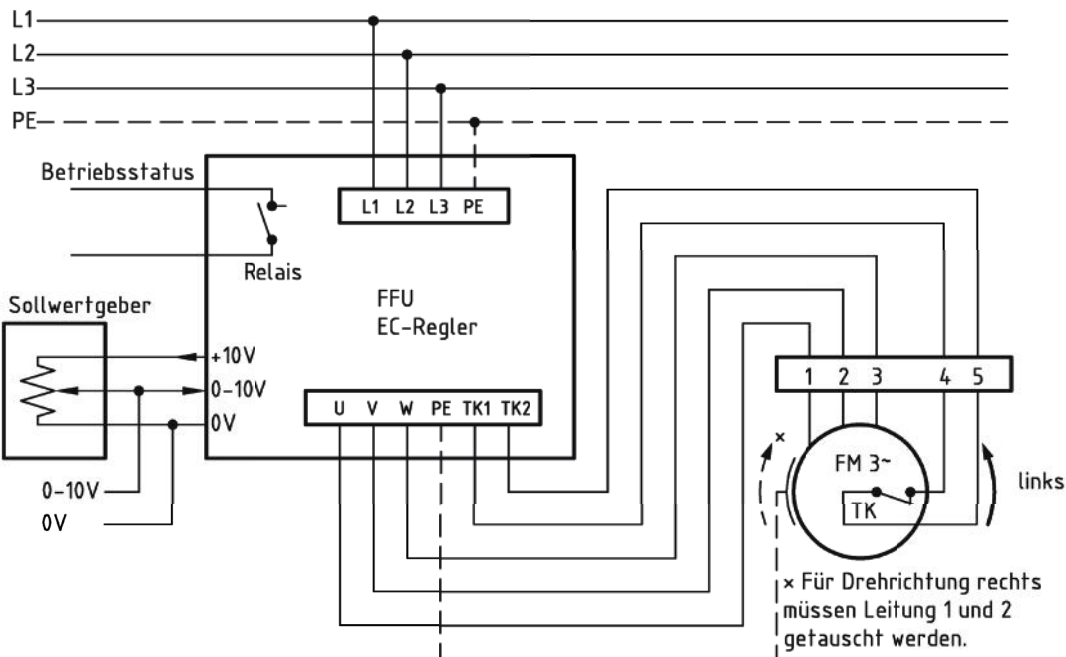 L1
L2
L3
PE
Betriebsstatus
L1 L2 L3 PE
Relais
Sollwertgeber
FFU
EC-Regler
+10V
0-10V
0V
U V W PE TK1 TK2
1 2 3 4 5
×
FM 3~
TK
links
0-10V
0V
× Für Drehrichtung rechts
müssen Leitung 1 und 2
getauscht werden.